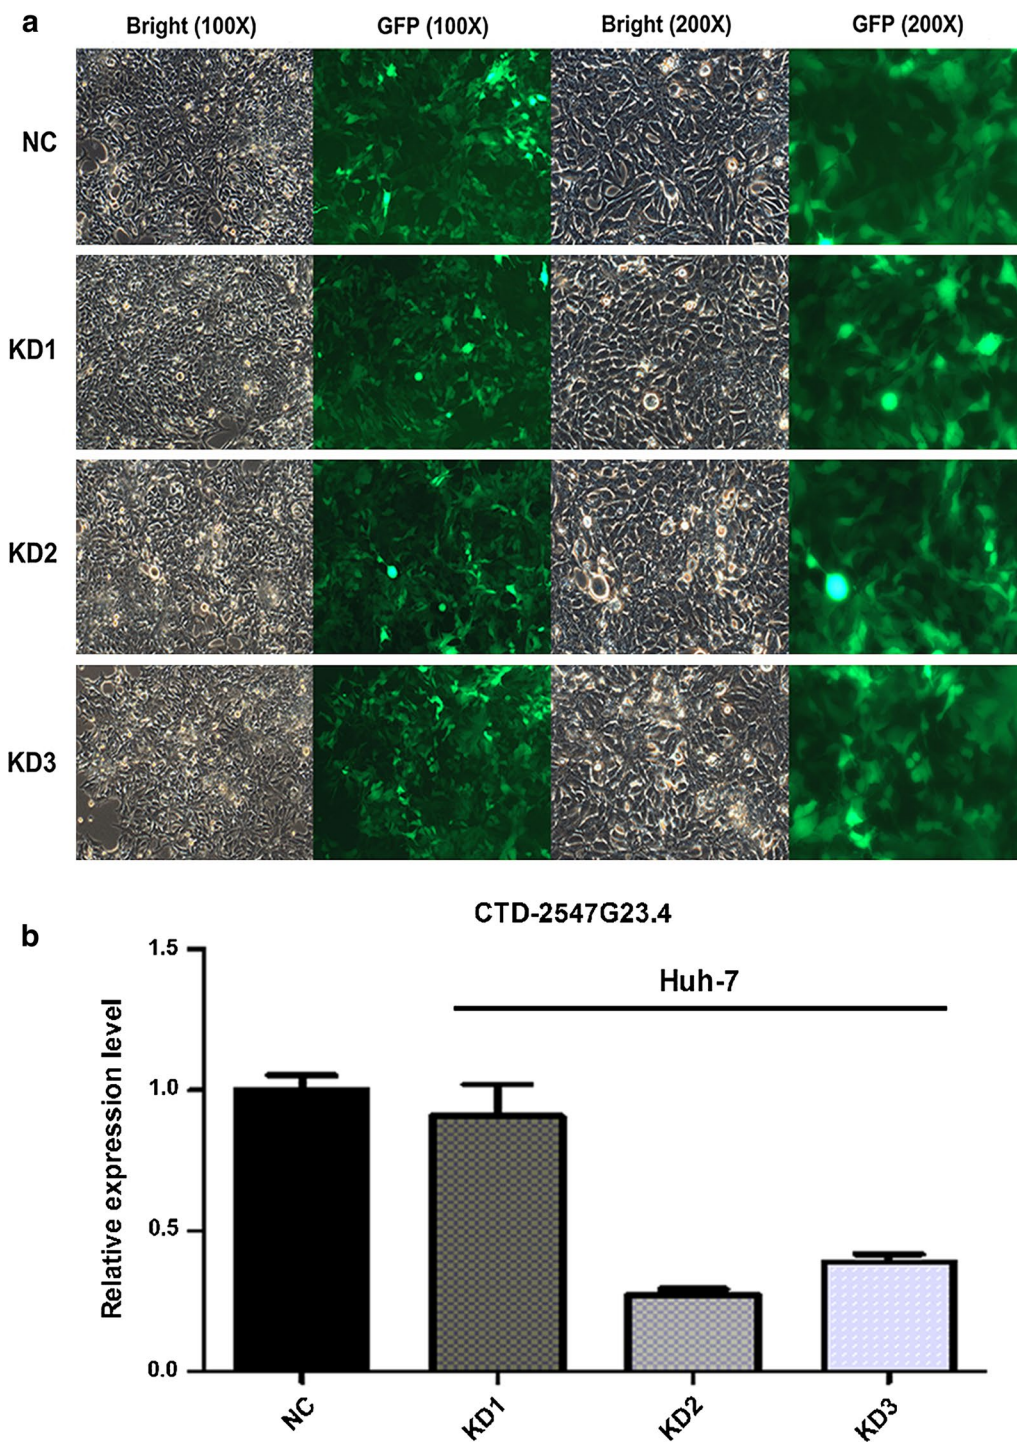 a
Bright (100X) GFP (100X) Bright (200X) GFP (200X)
NC
KD1
KD2
KD3
b
CTD-2547G23.4
Huh-7
Relative expression level
1.5
1.0
0.5
0.0
NC KD1 KD2 KD3